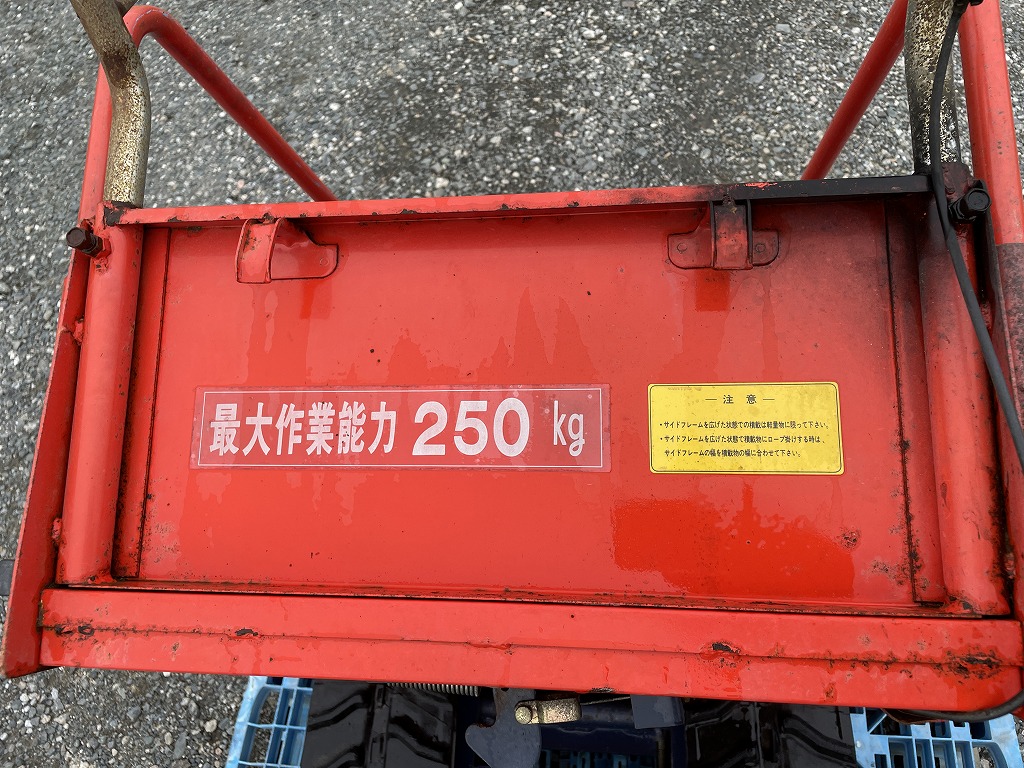 最大作業能力 250 kg
― 注 意 ―
・サイドフレームを広げた状態での積載は軽量物に限って下さい。
・サイドフレームを広げた状態で積載物にロープ掛けする時は、
サイドフレームの幅を積載物の幅に合わせて下さい。